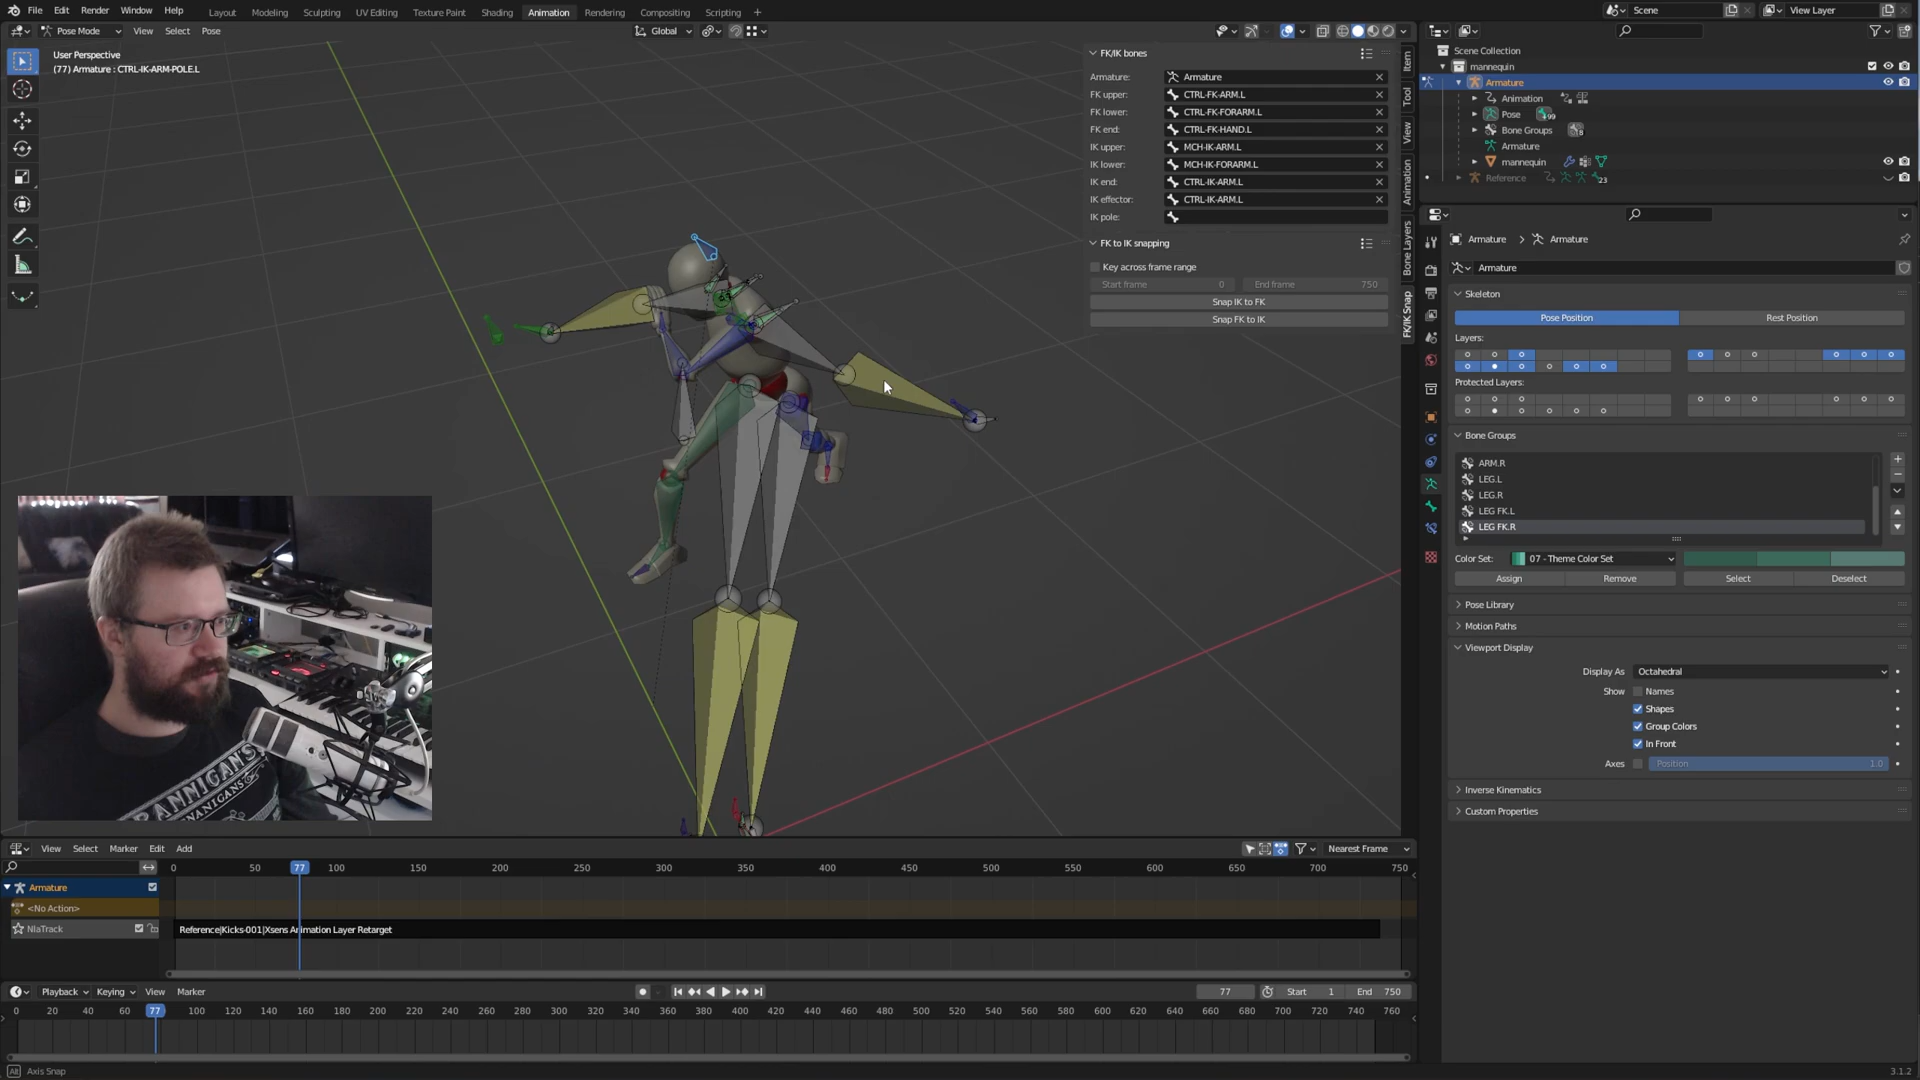 File Edit Render Window Help Layout Modeling Sculpting UV Editing Texture Paint Shading Animation Rendering Compositing Scripting + Scene View Layer
Pose Mode View Select Pose Global
User Perspective
(77) Armature : CTRL-IK-ARM-POLE.L
FK/IK bones
Armature: Armature
FK upper: CTRL-FK-ARM.L
FK lower: CTRL-FK-FORARM.L
FK end: CTRL-FK-HAND.L
IK upper: MCH-IK-ARM.L
IK lower: MCH-IK-FORARM.L
IK end: CTRL-IK-ARM.L
IK effector: CTRL-IK-ARM.L
IK pole:
FK to IK snapping
Key across frame range
Start frame 0 End frame 750
Snap IK to FK
Snap FK to IK
Item
Tool
View
Animation
Bone Layers
FK/IK Snap
Scene Collection
mannequin
Armature
Animation
Pose 99
Bone Groups 8
Armature
mannequin
Reference 23
Armature > Armature
Armature
Skeleton
Pose Position Rest Position
Layers:
Protected Layers:
Bone Groups
ARM.R
LEG.L
LEG.R
LEG FK.L
LEG FK.R
Color Set: 07 - Theme Color Set
Assign Remove Select Deselect
Pose Library
Motion Paths
Viewport Display
Display As Octahedral
Show Names
Shapes
Group Colors
In Front
Axes Position 1.0
Inverse Kinematics
Custom Properties
View Select Marker Edit Add Nearest Frame
0 50 77 100 150 200 250 300 350 400 450 500 550 600 650 700 750
Armature
<No Action>
NlaTrack Reference|Kicks-001|Xsens Animation Layer Retarget
Playback Keying View Marker 77 Start 1 End 750
0 20 40 60 77 100 120 140 160 180 200 220 240 260 280 300 320 340 360 380 400 420 440 460 480 500 520 540 560 580 600 620 640 660 680 700 720 740 760
Alt Axis Snap 3.1.2